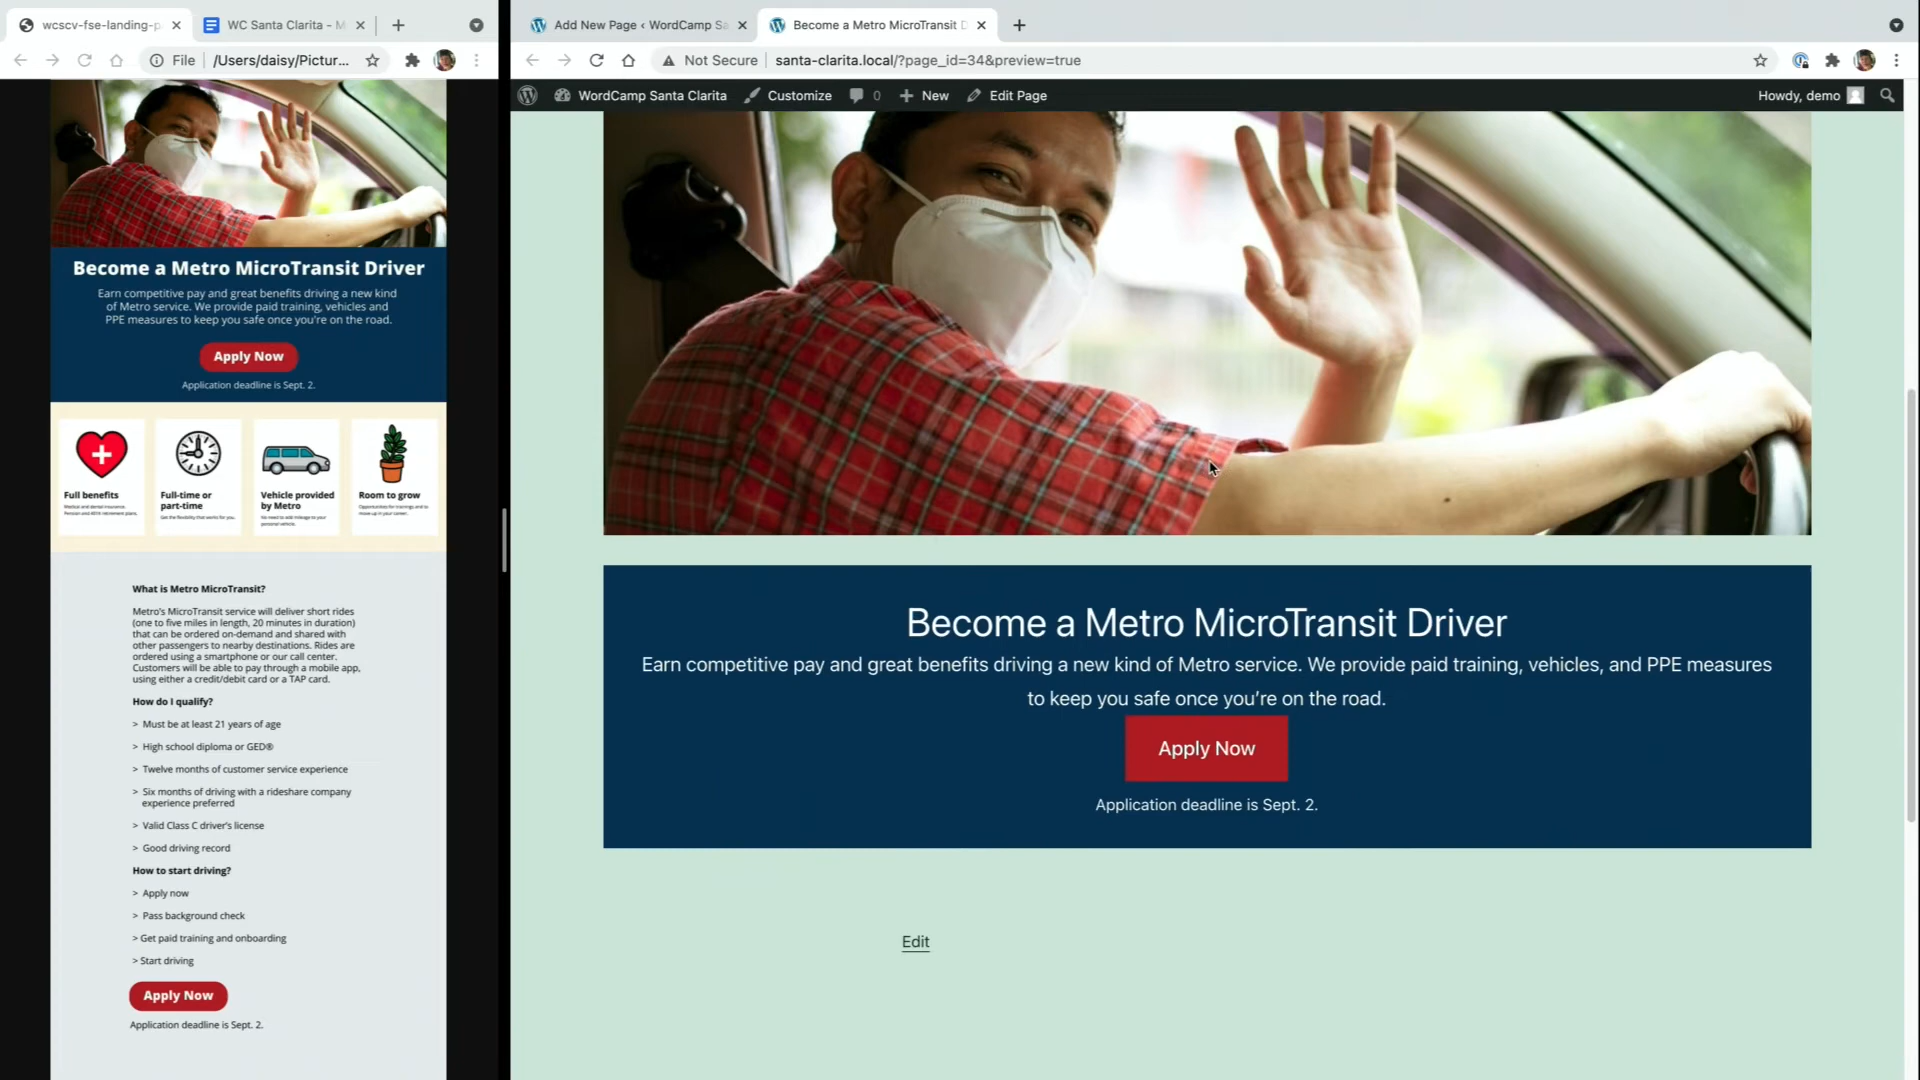 wcscv-fse-landing-p
WC Santa Clarita – M
File
/Users/daisy/Pictur...
Become a Metro MicroTransit Driver
Earn competitive pay and great benefits driving a new kind
of Metro service. We provide paid training, vehicles and
PPE measures to keep you safe once you're on the road.
Apply Now
Application deadline is Sept. 2.
Full benefits
Medical and dental insurance.
Pension and 401K retirement plans.
Full-time or
part-time
Get the flexibility that works for you.
Vehicle provided
by Metro
No need to add mileage to your
personal vehicle.
Room to grow
Opportunities for trainings and to
move up in your career.
What is Metro MicroTransit?
Metro's MicroTransit service will deliver short rides
(one to five miles in length, 20 minutes in duration)
that can be ordered on-demand and shared with
other passengers to nearby destinations. Rides are
ordered using a smartphone or our call center.
Customers will be able to pay through a mobile app,
using either a credit/debit card or a TAP card.
How do I qualify?
> Must be at least 21 years of age
> High school diploma or GED®
> Twelve months of customer service experience
> Six months of driving with a rideshare company
experience preferred
> Valid Class C driver's license
> Good driving record
How to start driving?
> Apply now
> Pass background check
> Get paid training and onboarding
> Start driving
Apply Now
Application deadline is Sept. 2.
Add New Page ‹ WordCamp Sa
Become a Metro MicroTransit D
Not Secure
santa-clarita.local/?page_id=34&preview=true
WordCamp Santa Clarita
Customize
0
New
Edit Page
Howdy, demo
Become a Metro MicroTransit Driver
Earn competitive pay and great benefits driving a new kind of Metro service. We provide paid training, vehicles, and PPE measures
to keep you safe once you’re on the road.
Apply Now
Application deadline is Sept. 2.
Edit